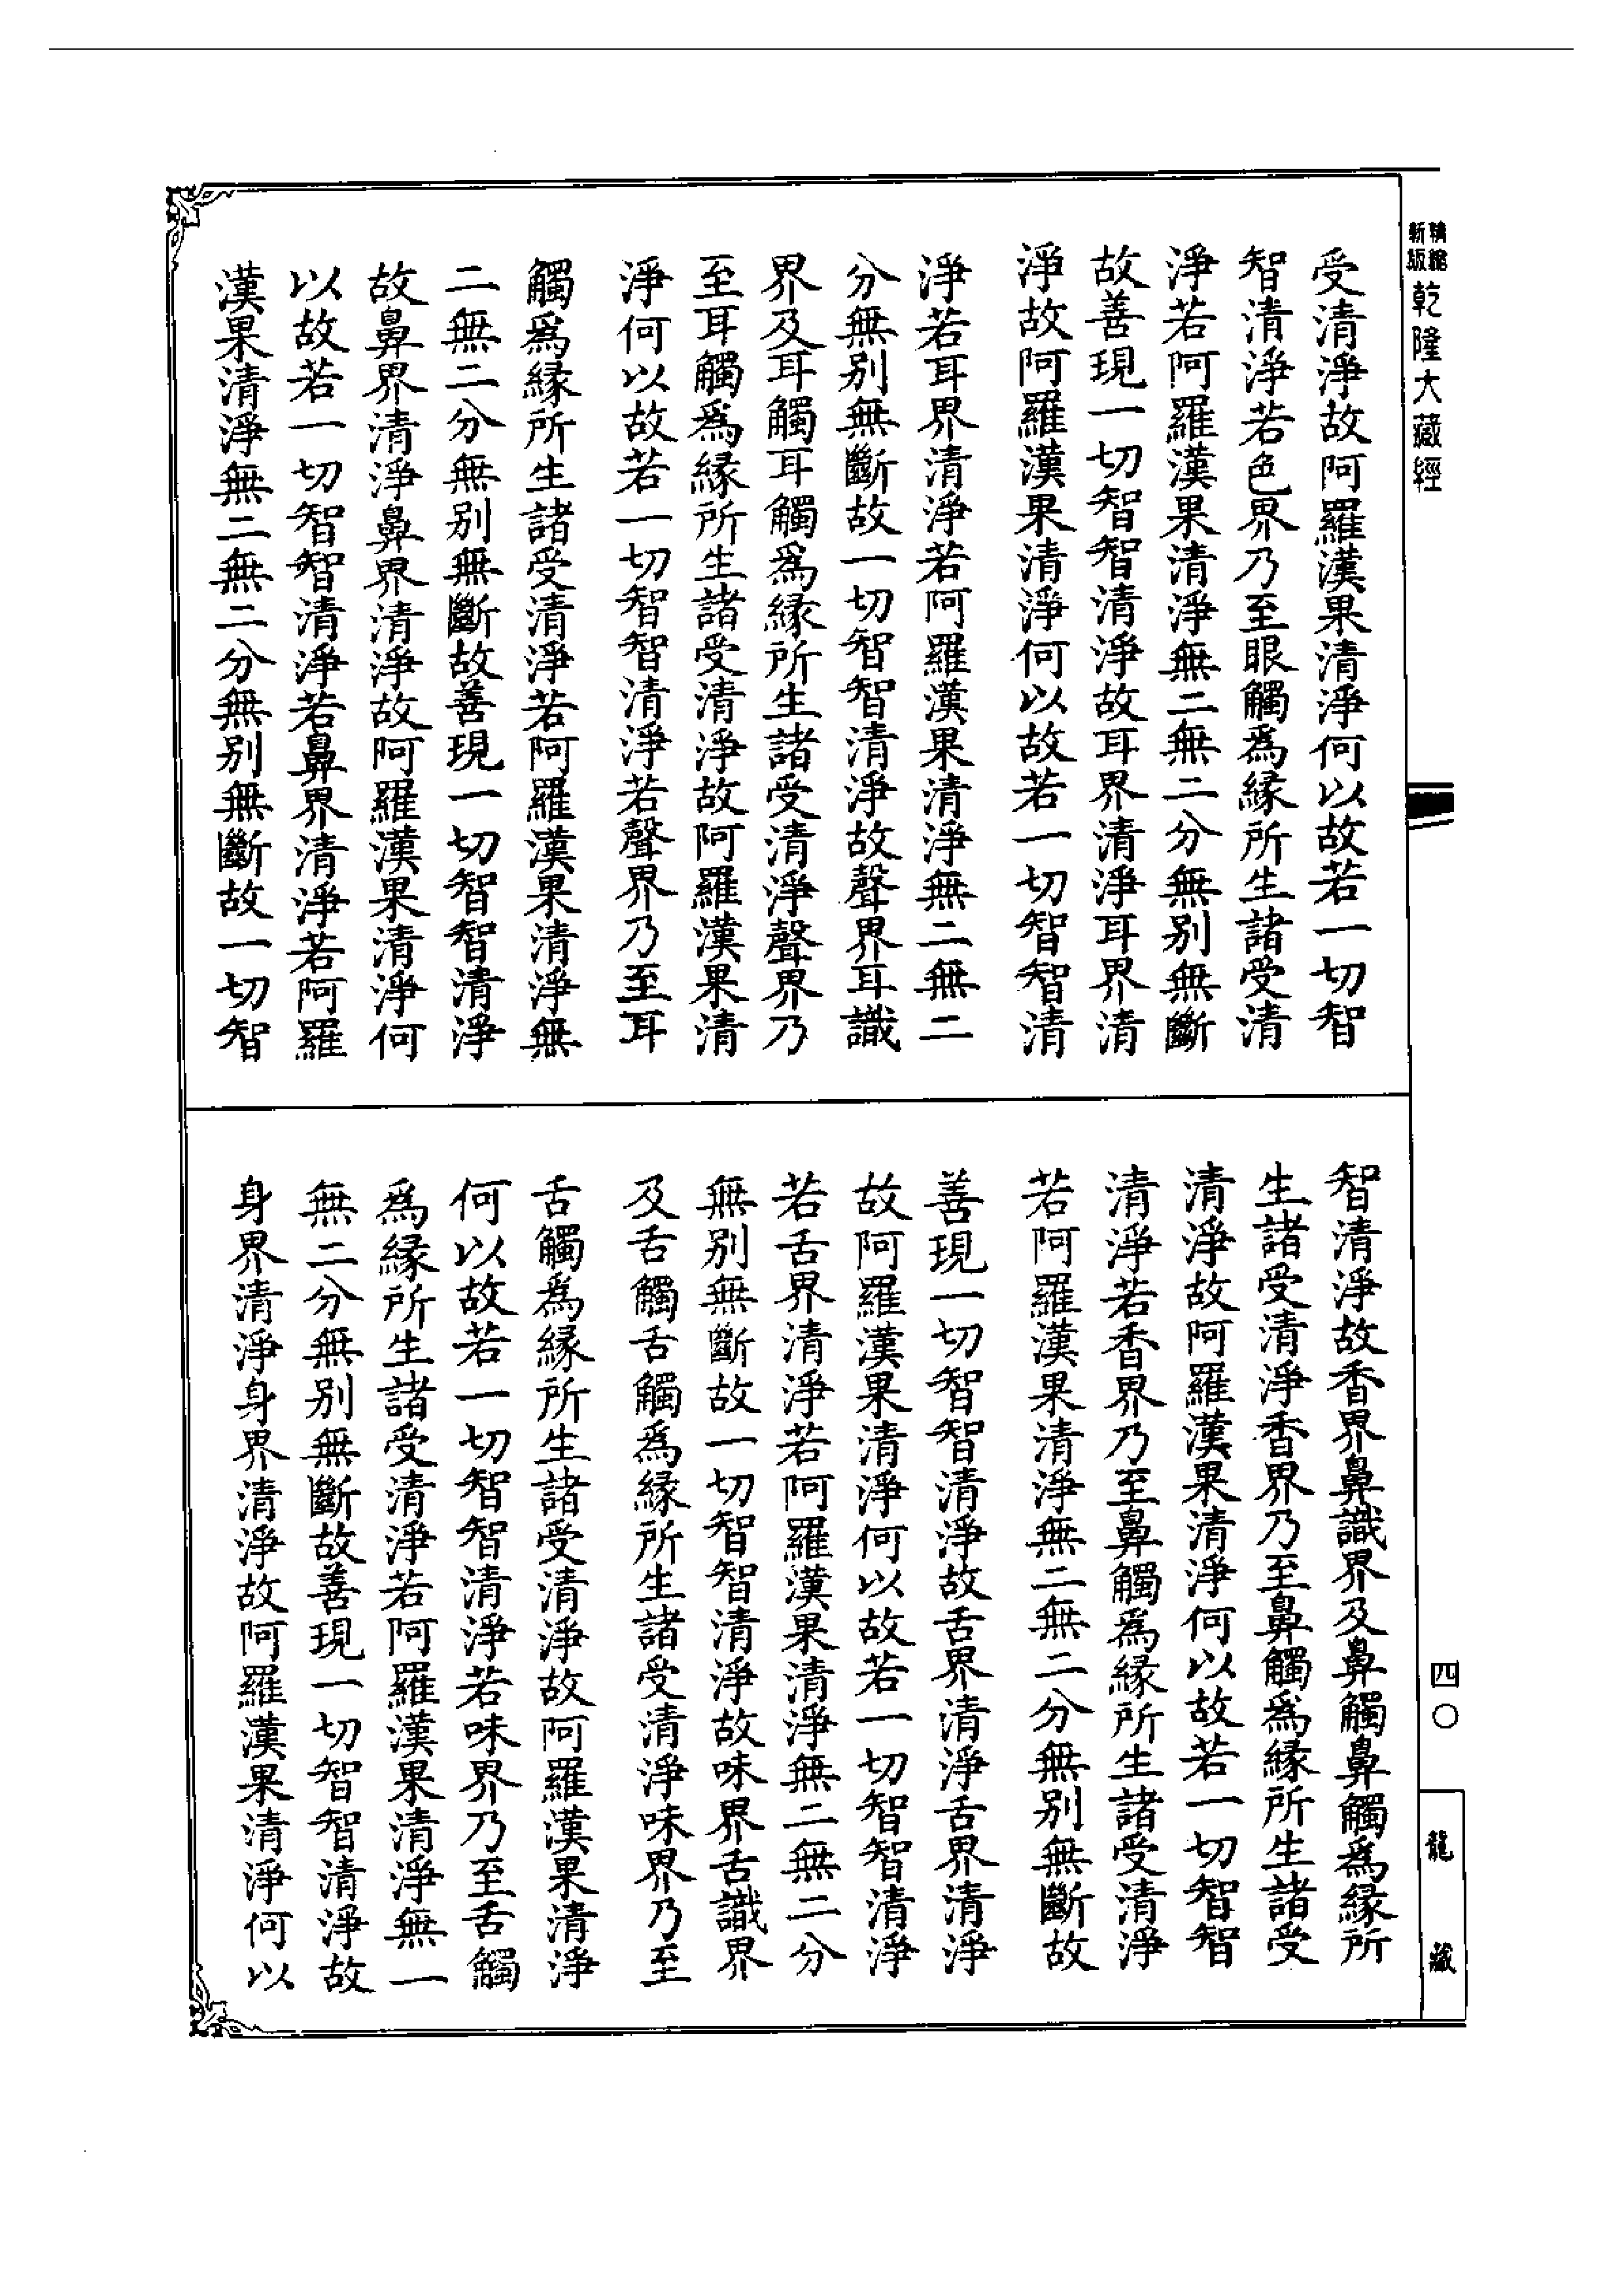 精縮
新版
乾隆大藏經
受清淨故阿羅漢果清淨何以故若一切智
智清淨若色界乃至眼觸爲緣所生諸受清
淨若阿羅漢果清淨無二無二分無別無斷
故善現一切智智清淨故耳界清淨耳界清
淨故阿羅漢果清淨何以故若一切智智清
淨若耳界清淨若阿羅漢果清淨無二無二
分無別無斷故一切智智清淨故聲界耳識
界及耳觸耳觸爲緣所生諸受清淨聲界乃
至耳觸爲緣所生諸受清淨故阿羅漢果清
淨何以故若一切智智清淨若聲界乃至耳
觸爲緣所生諸受清淨若阿羅漢果清淨無
二無二分無別無斷故善現一切智智清淨
故鼻界清淨鼻界清淨故阿羅漢果清淨何
以故若一切智智清淨若鼻界清淨若阿羅
漢果清淨無二無二分無別無斷故一切智
智清淨故香界鼻識界及鼻觸鼻觸爲緣所
生諸受清淨香界乃至鼻觸爲緣所生諸受
清淨故阿羅漢果清淨何以故若一切智智
清淨若香界乃至鼻觸爲緣所生諸受清淨
若阿羅漢果清淨無二無二分無別無斷故
善現一切智智清淨故舌界清淨舌界清淨
故阿羅漢果清淨何以故若一切智智清淨
若舌界清淨若阿羅漢果清淨無二無二分
無別無斷故一切智智清淨故味界舌識界
及舌觸舌觸爲緣所生諸受清淨味界乃至
舌觸爲緣所生諸受清淨故阿羅漢果清淨
何以故若一切智智清淨若味界乃至舌觸
爲緣所生諸受清淨若阿羅漢果清淨無一
無二分無別無斷故善現一切智智清淨故
身界清淨身界清淨故阿羅漢果清淨何以
四〇
龍藏